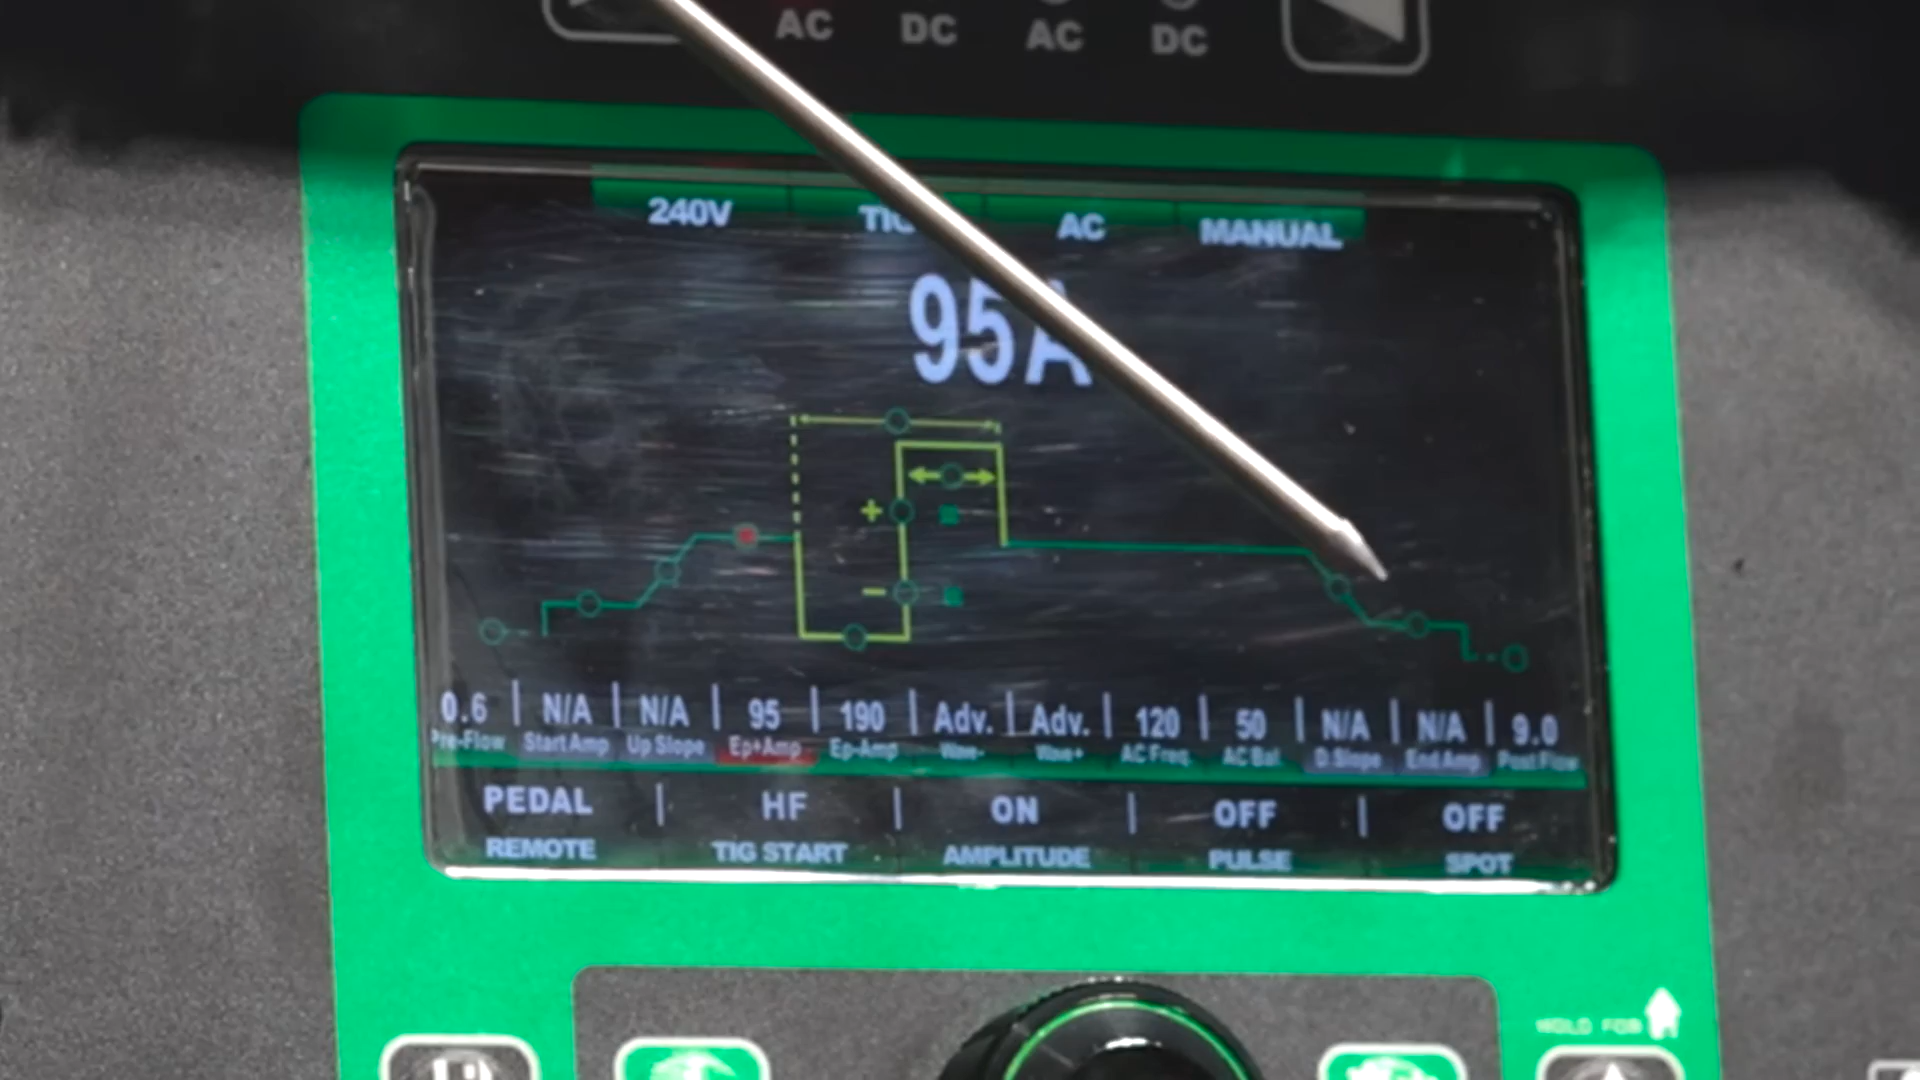 AC DC AC DC
240V TIG AC MANUAL
95A
+
−
0.6 | N/A | N/A | 95 | 190 | Adv. | Adv. | 120 | 50 | N/A | N/A | 9.0
Pre-Flow Start Amp Up Slope Ep+Amp Ep-Amp Wave- Wave+ AC Freq AC Bal D.Slope End Amp Post Flow
PEDAL | HF | ON | OFF | OFF
REMOTE TIG START AMPLITUDE PULSE SPOT
HOLD FOR